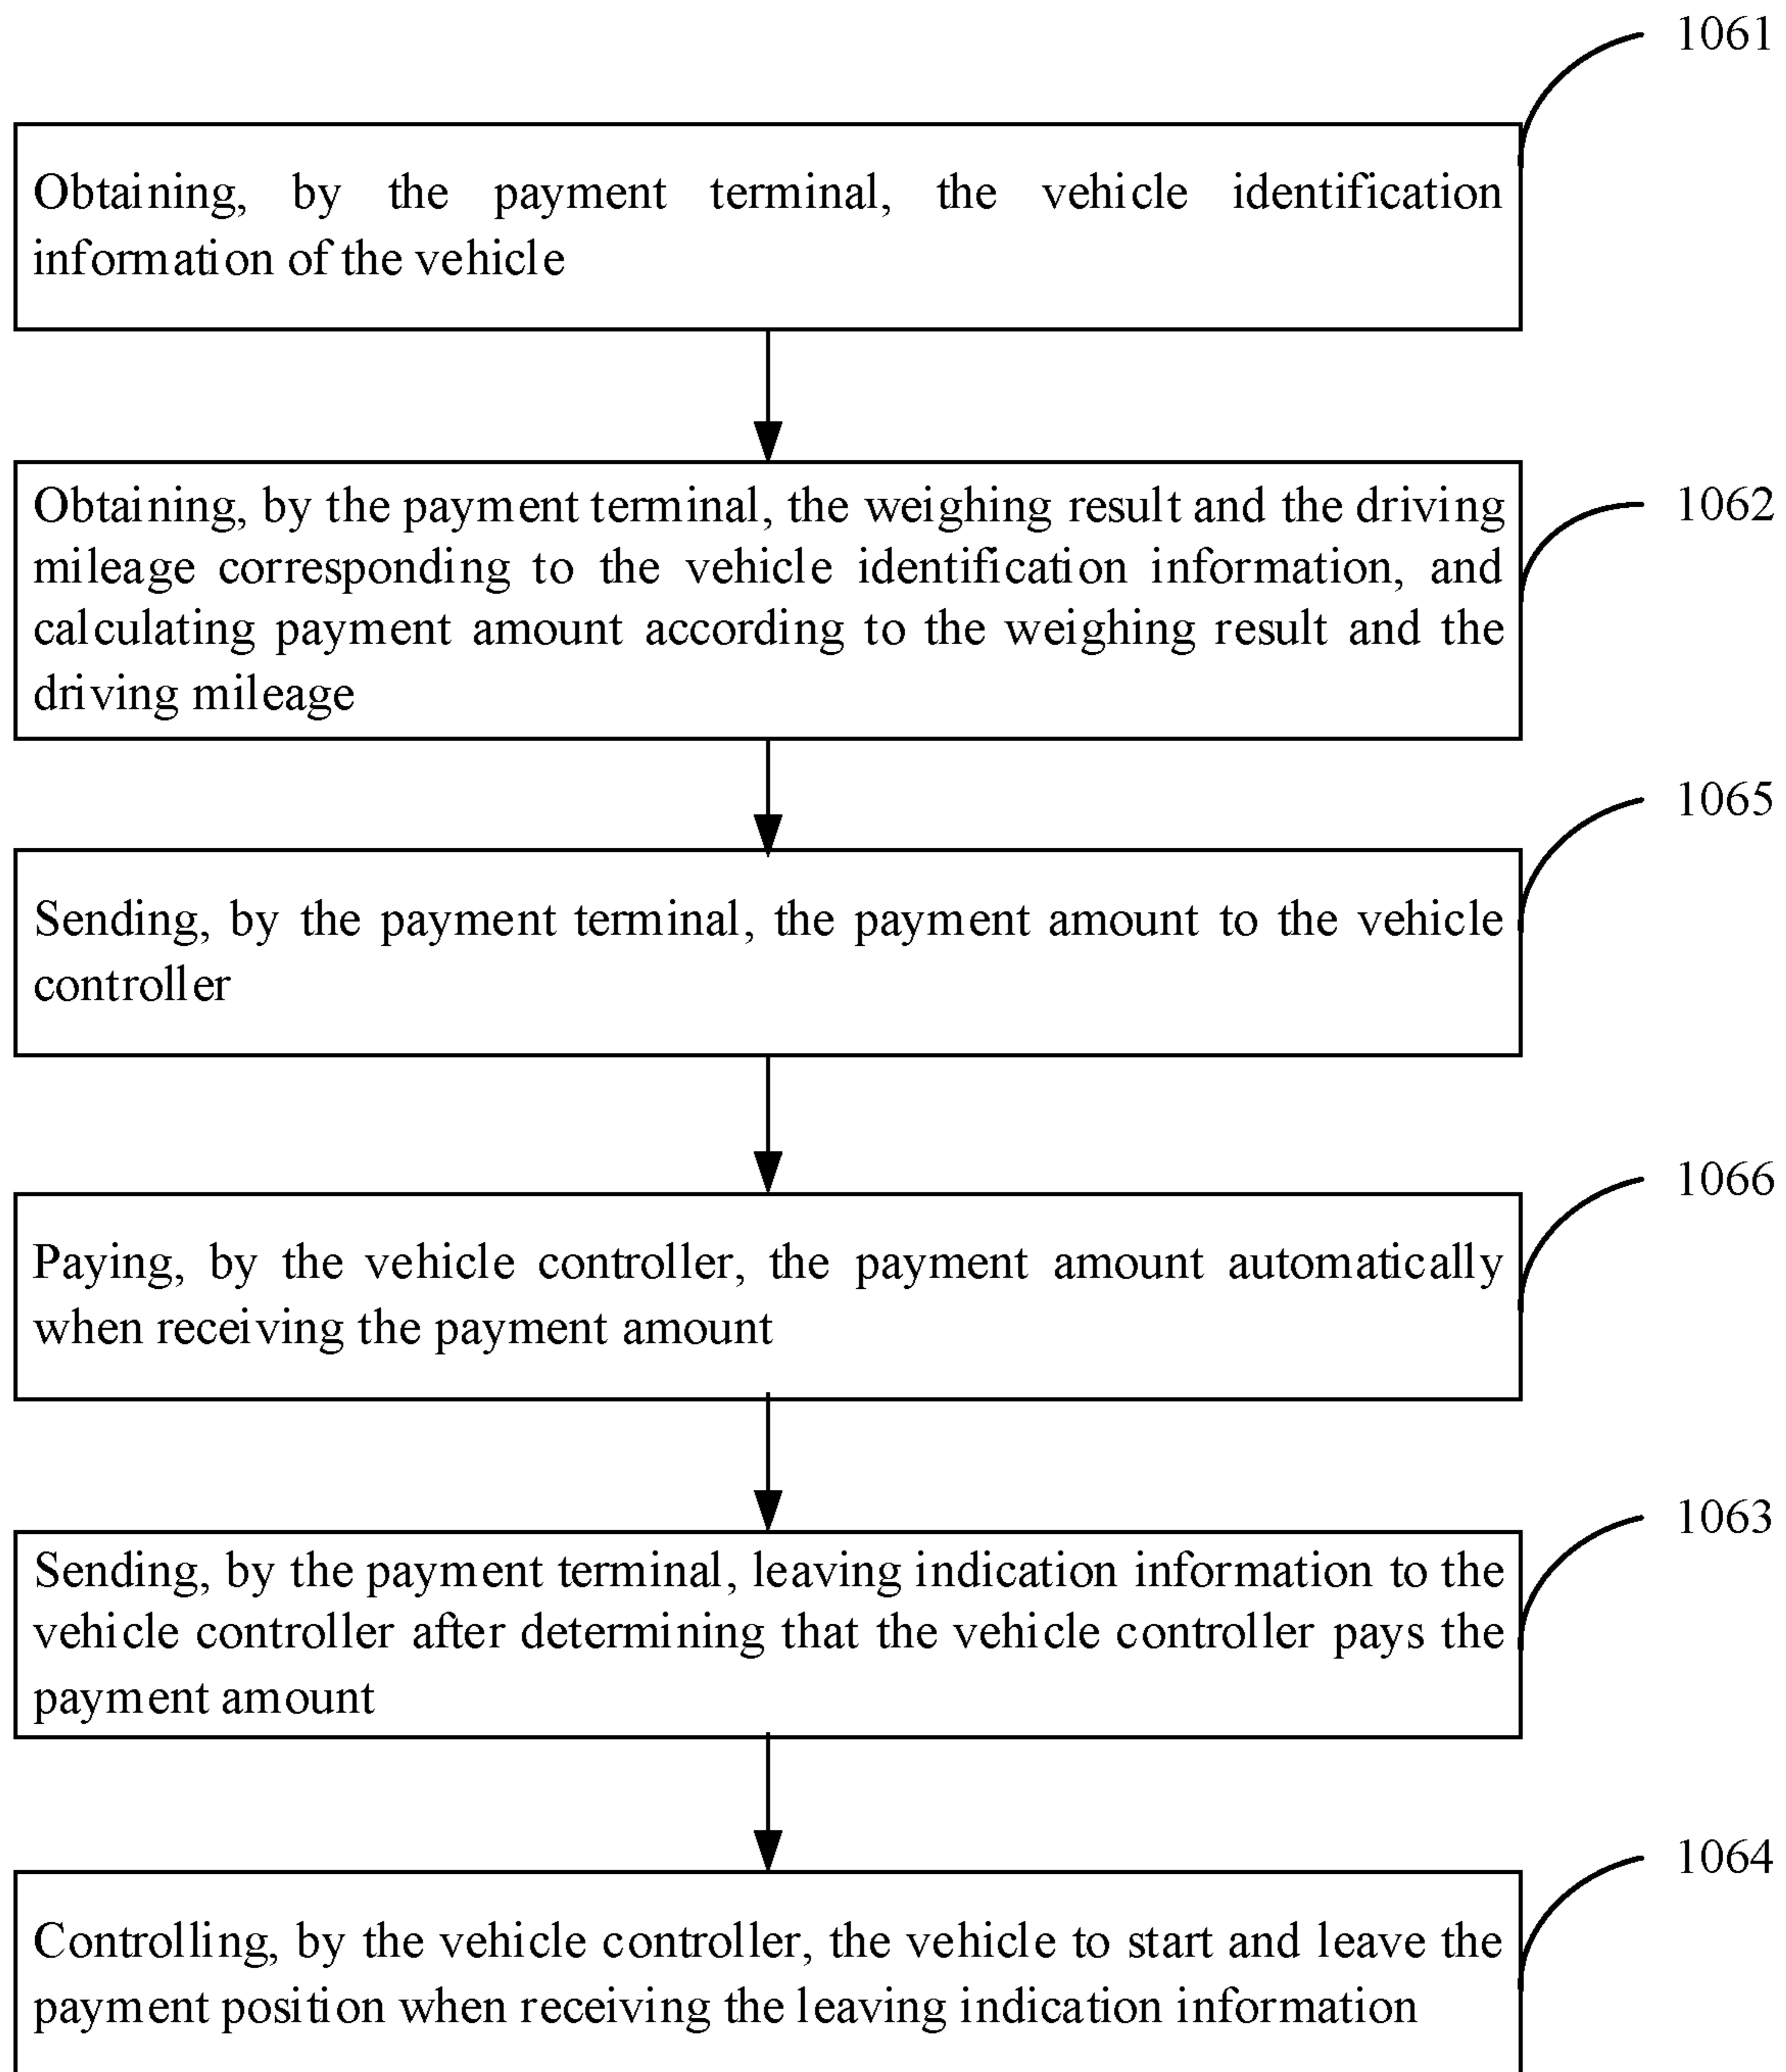 1061
Obtaining, by the payment terminal, the vehicle identification
information of the vehicle
1062
Obtaining, by the payment terminal, the weighing result and the driving
mileage corresponding to the vehicle identification information, and
calculating payment amount according to the weighing result and the
driving mileage
1065
Sending, by the payment terminal, the payment amount to the vehicle
controller
1066
Paying, by the vehicle controller, the payment amount automatically
when receiving the payment amount
1063
Sending, by the payment terminal, leaving indication information to the
vehicle controller after determining that the vehicle controller pays the
payment amount
1064
Controlling, by the vehicle controller, the vehicle to start and leave the
payment position when receiving the leaving indication information